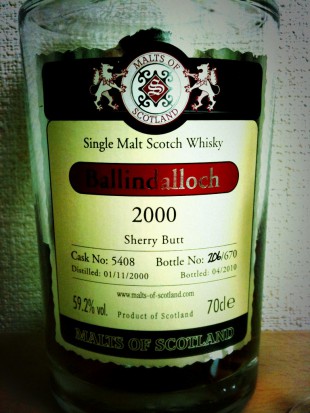 MALTS OF
S
SCOTLAND
Single Malt Scotch Whisky
Ballindalloch
2000
Sherry Butt
Cask No: 5408 Bottle No: 206/670
Distilled: 01/11/2000 Bottled: 04/2010
www.malts-of-scotland.com
59.2% vol. Product of Scotland 70cl e
MALTS OF SCOTLAND